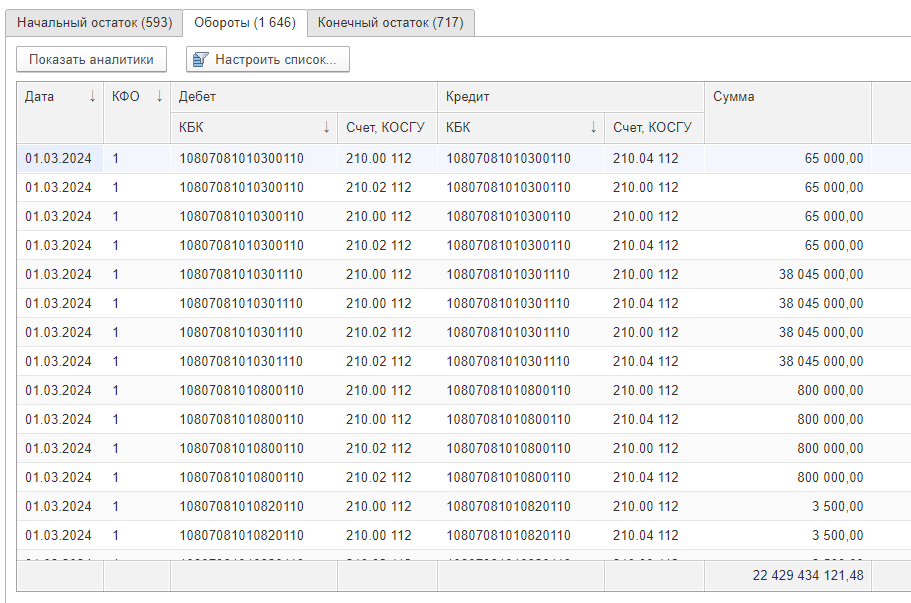 Начальный остаток (593) Обороты (1 646) Конечный остаток (717)
Показать аналитики Настроить список...
Дата ↓ КФО ↓ Дебет Кредит Сумма
КБК ↓ Счет, КОСГУ КБК ↓ Счет, КОСГУ
01.03.2024 1 10807081010300110 210.00 112 10807081010300110 210.04 112 65 000,00
01.03.2024 1 10807081010300110 210.02 112 10807081010300110 210.00 112 65 000,00
01.03.2024 1 10807081010300110 210.00 112 10807081010300110 210.00 112 65 000,00
01.03.2024 1 10807081010300110 210.02 112 10807081010300110 210.04 112 65 000,00
01.03.2024 1 10807081010301110 210.00 112 10807081010301110 210.00 112 38 045 000,00
01.03.2024 1 10807081010301110 210.00 112 10807081010301110 210.04 112 38 045 000,00
01.03.2024 1 10807081010301110 210.02 112 10807081010301110 210.00 112 38 045 000,00
01.03.2024 1 10807081010301110 210.02 112 10807081010301110 210.04 112 38 045 000,00
01.03.2024 1 10807081010800110 210.00 112 10807081010800110 210.00 112 800 000,00
01.03.2024 1 10807081010800110 210.00 112 10807081010800110 210.04 112 800 000,00
01.03.2024 1 10807081010800110 210.02 112 10807081010800110 210.00 112 800 000,00
01.03.2024 1 10807081010800110 210.02 112 10807081010800110 210.04 112 800 000,00
01.03.2024 1 10807081010820110 210.00 112 10807081010820110 210.00 112 3 500,00
01.03.2024 1 10807081010820110 210.00 112 10807081010820110 210.04 112 3 500,00
22 429 434 121,48